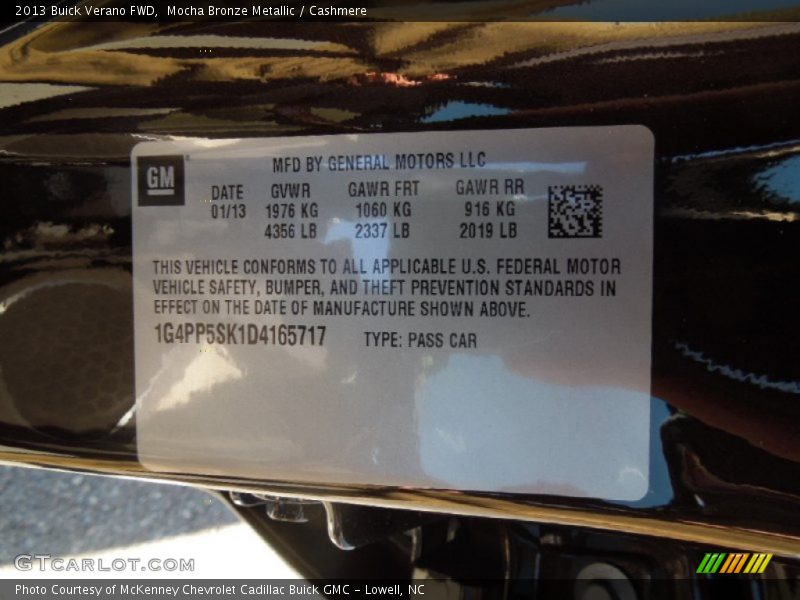 2013 Buick Verano FWD, Mocha Bronze Metallic / Cashmere
GM
MFD BY GENERAL MOTORS LLC
DATE GVWR GAWR FRT GAWR RR
01/13 1976 KG 1060 KG 916 KG
4356 LB 2337 LB 2019 LB
THIS VEHICLE CONFORMS TO ALL APPLICABLE U.S. FEDERAL MOTOR
VEHICLE SAFETY, BUMPER, AND THEFT PREVENTION STANDARDS IN
EFFECT ON THE DATE OF MANUFACTURE SHOWN ABOVE.
1G4PP5SK1D4165717 TYPE: PASS CAR
GTCARLOT.COM
Photo Courtesy of McKenney Chevrolet Cadillac Buick GMC - Lowell, NC